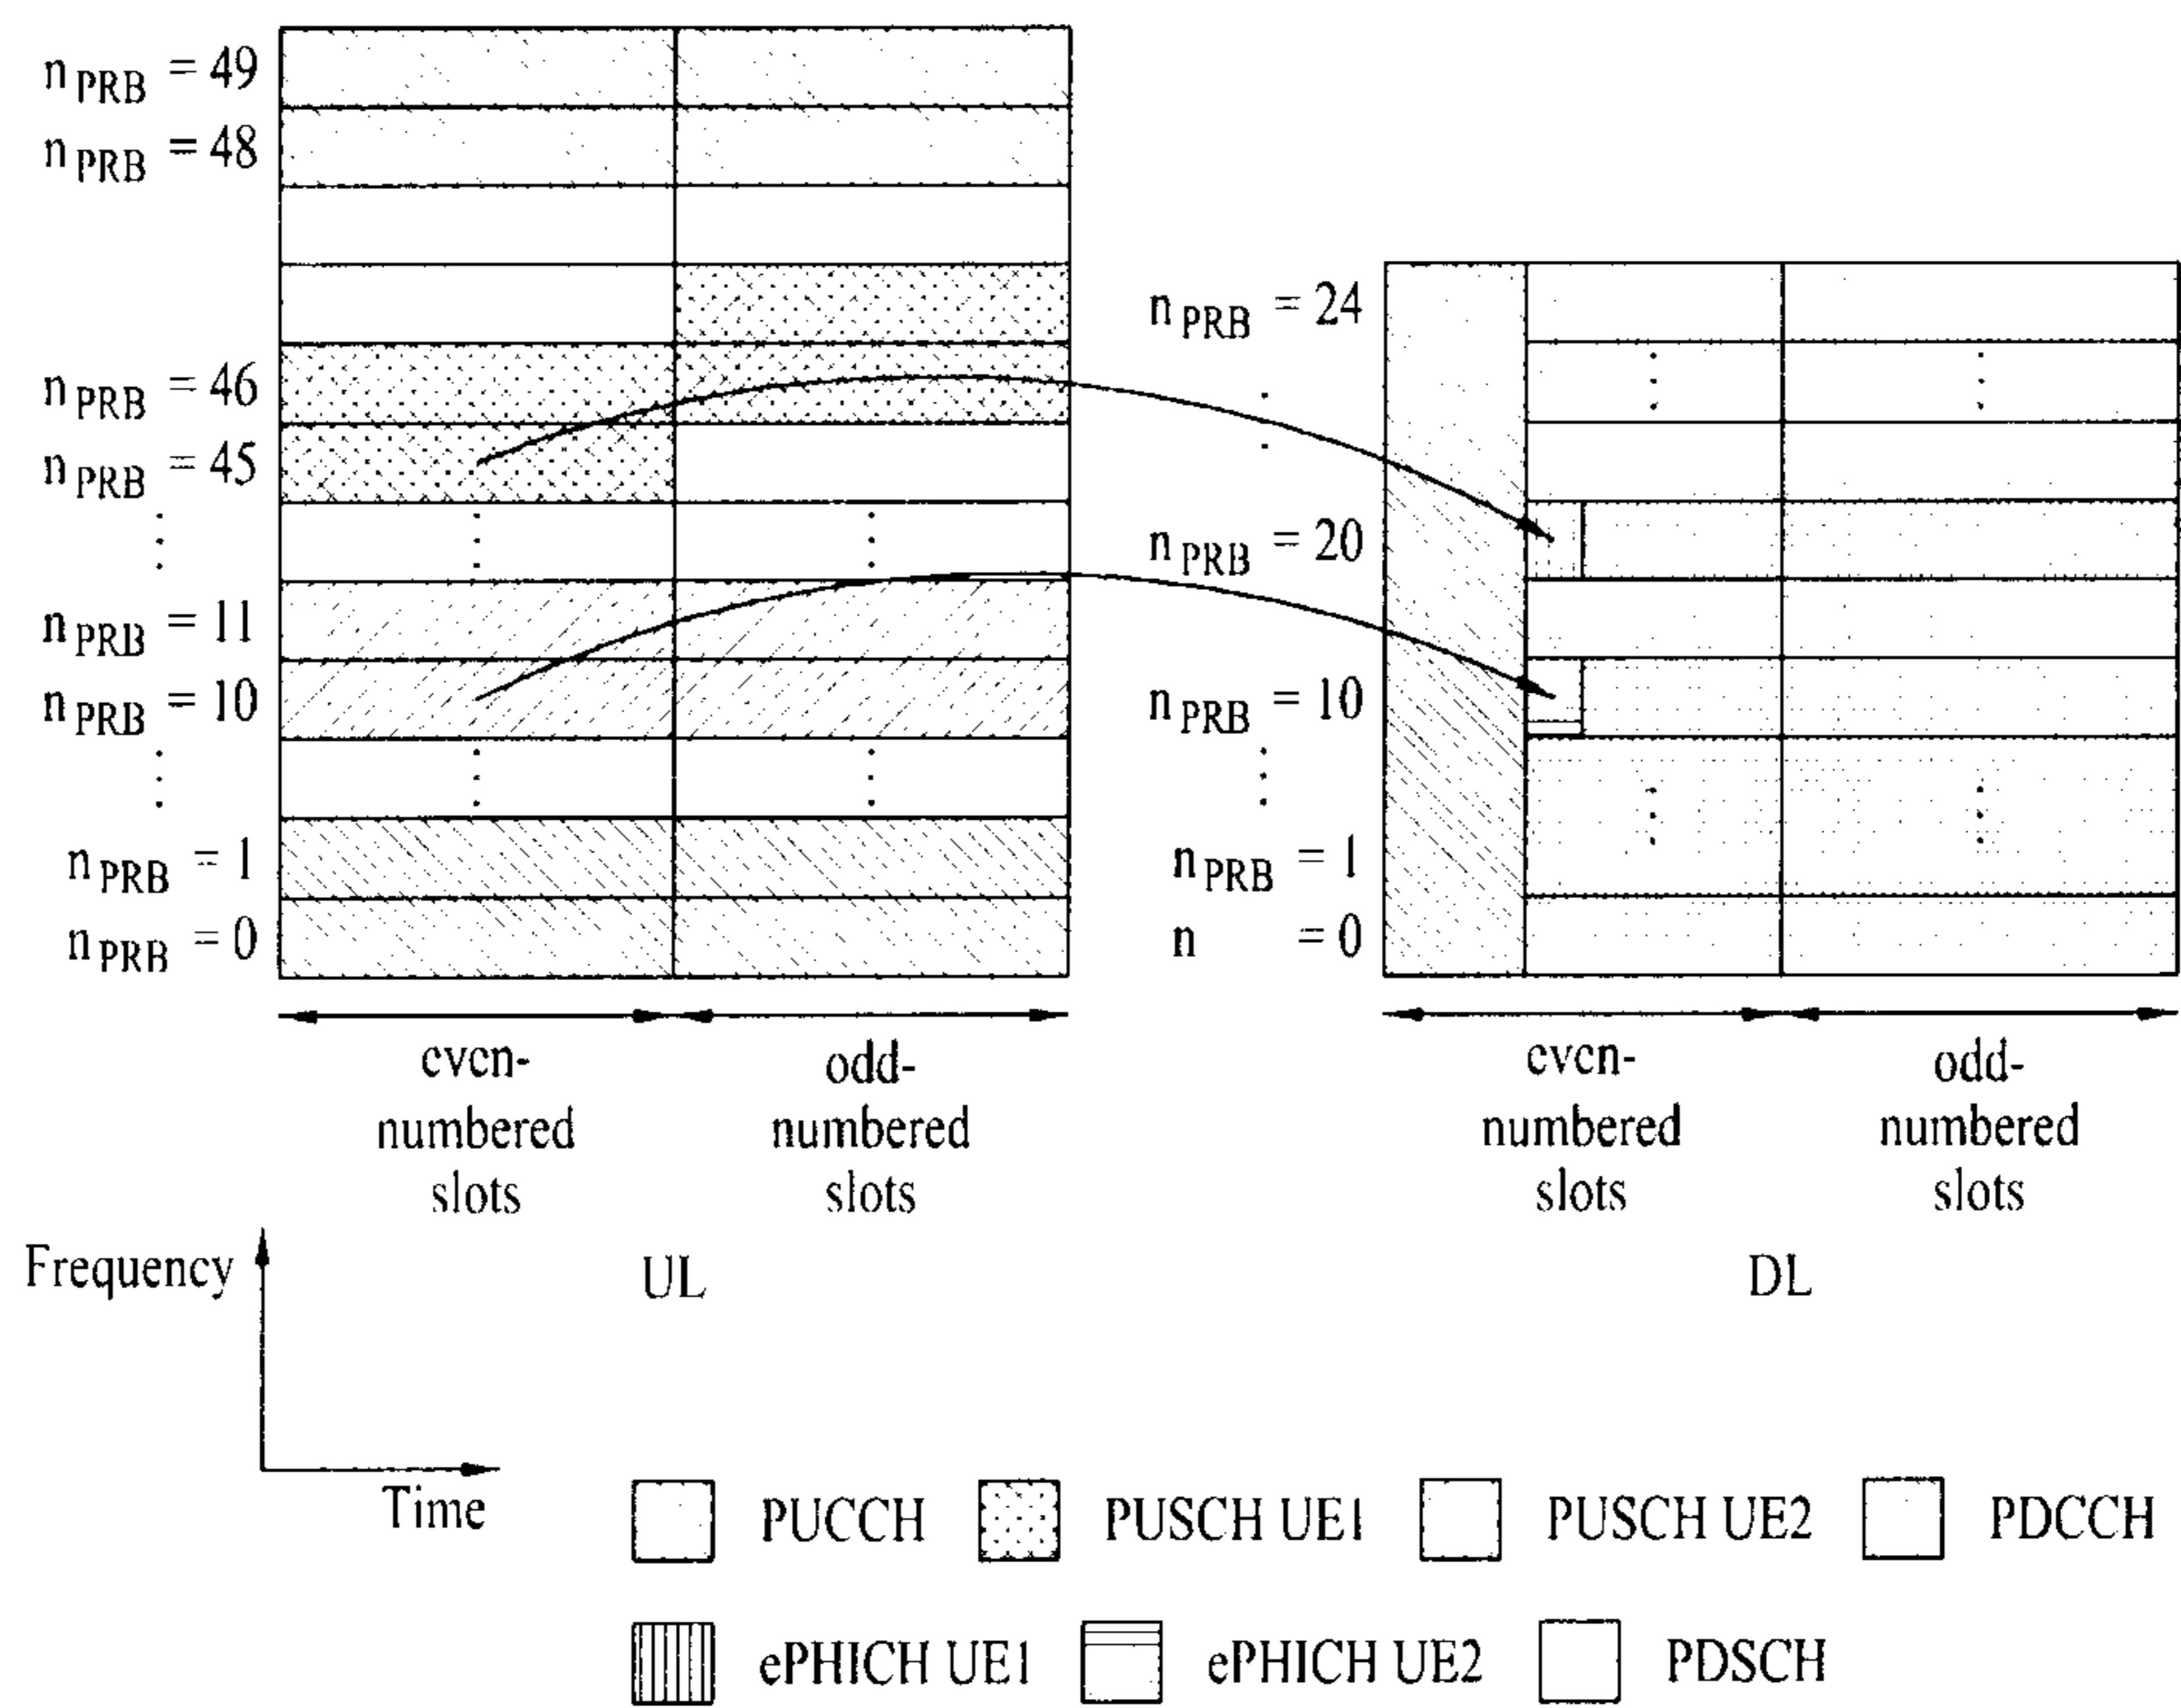 n PRB = 49
n PRB = 48
n PRB = 46
n PRB = 45
n PRB = 11
n PRB = 10
n PRB = 1
n PRB = 0
n PRB = 24
n PRB = 20
n PRB = 10
n PRB = 1
n = 0
even-
numbered
slots
odd-
numbered
slots
even-
numbered
slots
odd-
numbered
slots
UL
DL
Frequency
Time
PUCCH
PUSCH UE1
PUSCH UE2
PDCCH
ePHICH UE1
ePHICH UE2
PDSCH